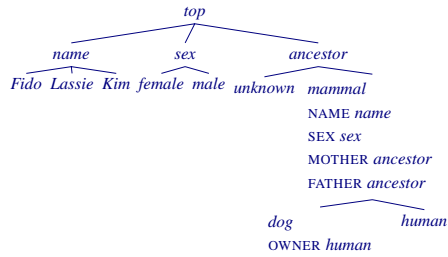 top
name sex ancestor
Fido Lassie Kim female male unknown mammal
NAME name
SEX sex
MOTHER ancestor
FATHER ancestor
dog human
OWNER human